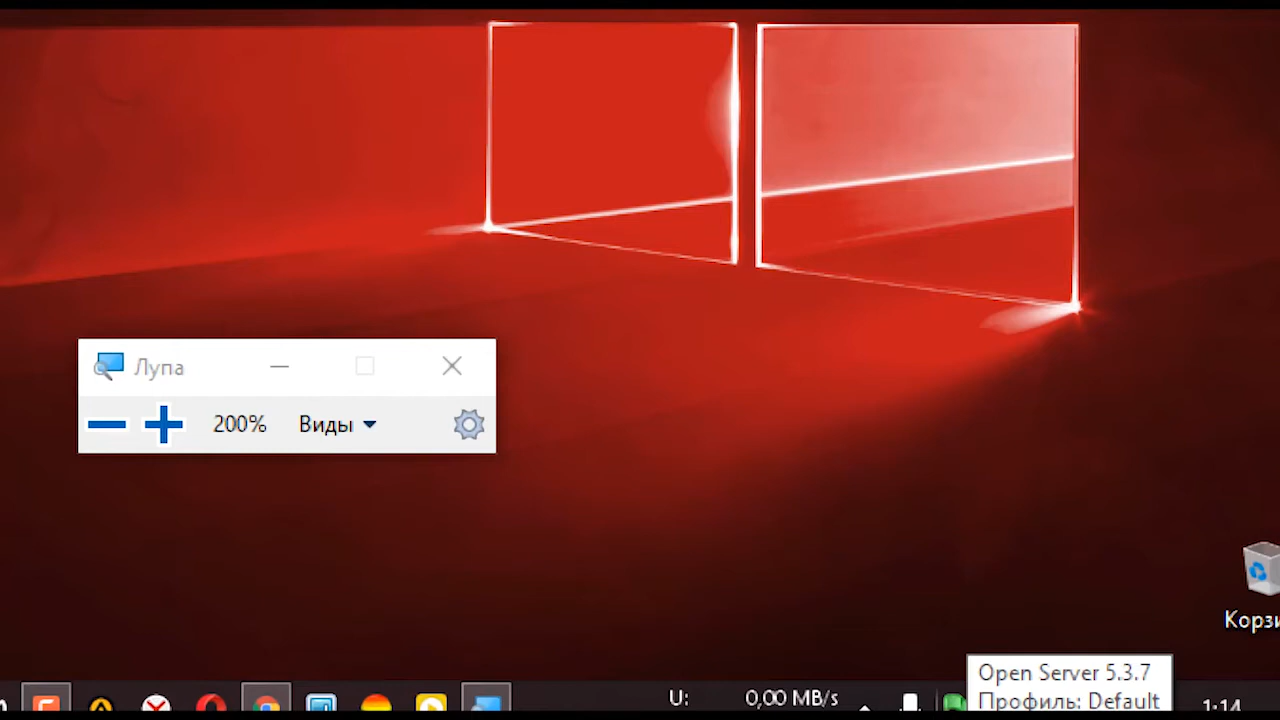 Лупа
200% Виды
Корзи
Open Server 5.3.7
Профиль: Default
U: 0,00 MB/s
1:14